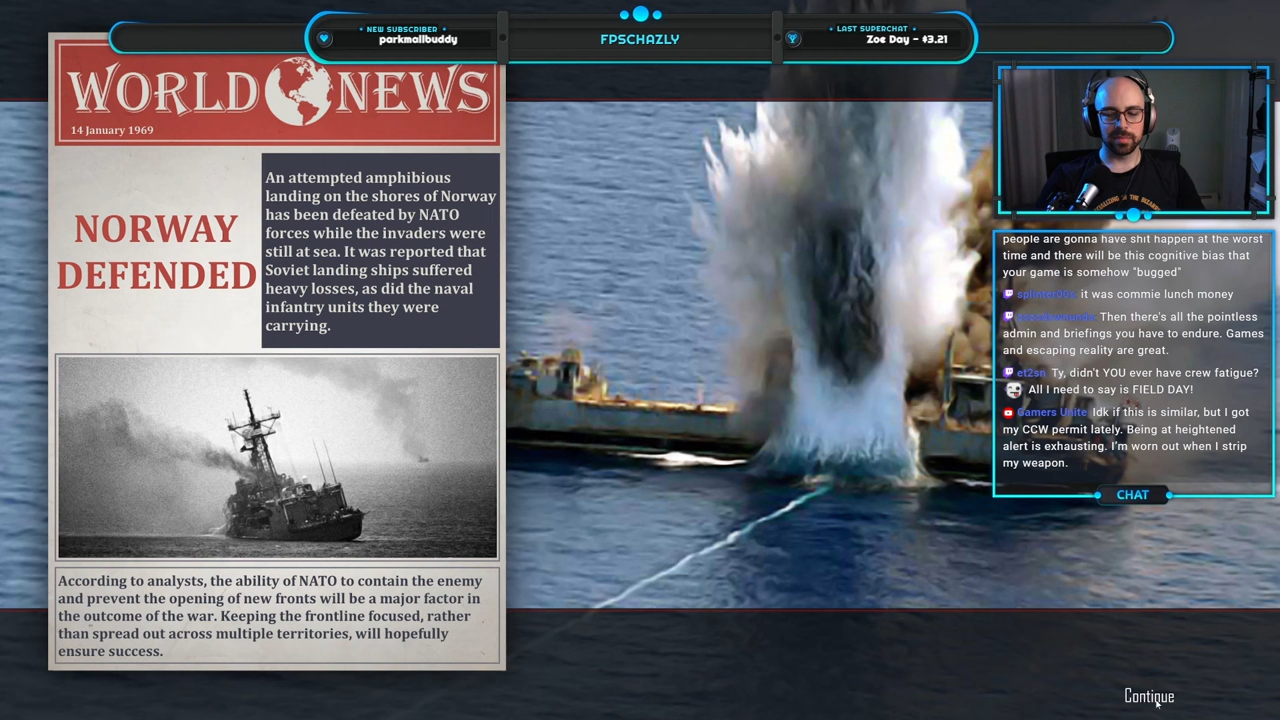 NEW SUBSCRIBER
parkmallbuddy
FPSCHAZLY
LAST SUPERCHAT
Zoe Day - $3.21
WORLD NEWS
14 January 1969
NORWAY
DEFENDED
An attempted amphibious
landing on the shores of Norway
has been defeated by NATO
forces while the invaders were
still at sea. It was reported that
Soviet landing ships suffered
heavy losses, as did the naval
infantry units they were
carrying.
According to analysts, the ability of NATO to contain the enemy
and prevent the opening of new fronts will be a major factor in
the outcome of the war. Keeping the frontline focused, rather
than spread out across multiple territories, will hopefully
ensure success.
people are gonna have shit happen at the worst
time and there will be this cognitive bias that
your game is somehow "bugged"
it was commie lunch money
Then there's all the pointless
admin and briefings you have to endure. Games
and escaping reality are great.
et2sn Ty, didn't YOU ever have crew fatigue?
All I need to say is FIELD DAY!
Gamers Unite Idk if this is similar, but I got
my CCW permit lately. Being at heightened
alert is exhausting. I'm worn out when I strip
my weapon.
CHAT
Continue